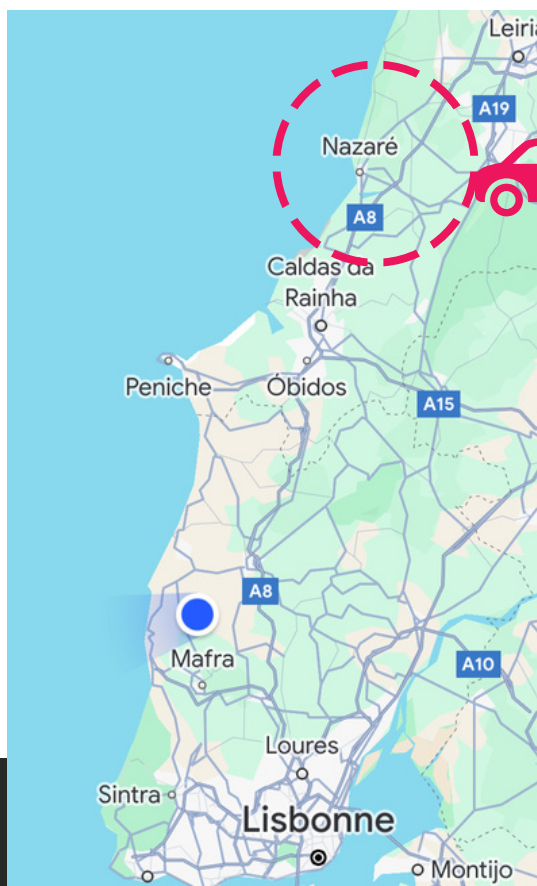 Leiria
A19
Nazaré
A8
Caldas da
Rainha
Peniche
Óbidos
A15
A8
Mafra
A10
Loures
Sintra
Lisbonne
Montijo